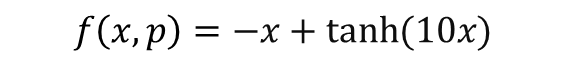 f(x, p) = −x + tanh(10x)